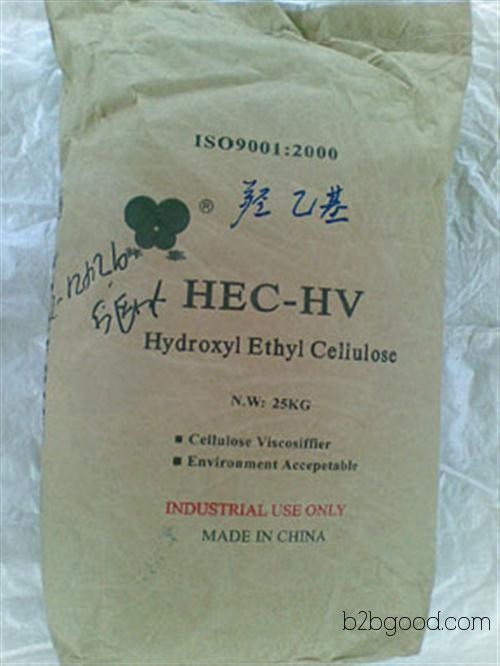 ISO9001:2000
® 羟乙基
HEC-HV
Hydroxyl Ethyl Celiulose
N.W: 25KG
▪ Cellulose Viscosiffier
▪ Environment Accepetable
INDUSTRIAL USE ONLY
MADE IN CHINA
b2bgood.com